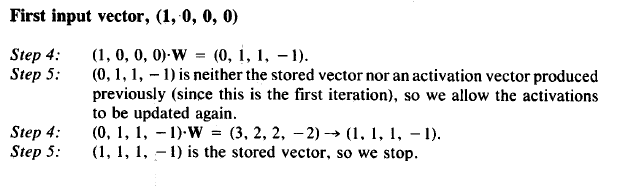 First input vector, (1, 0, 0, 0)
Step 4: (1, 0, 0, 0)·W = (0, 1, 1, −1).
Step 5: (0, 1, 1, −1) is neither the stored vector nor an activation vector produced
previously (since this is the first iteration), so we allow the activations
to be updated again.
Step 4: (0, 1, 1, −1)·W = (3, 2, 2, −2) → (1, 1, 1, −1).
Step 5: (1, 1, 1, −1) is the stored vector, so we stop.